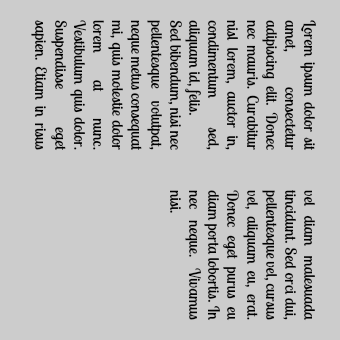 Lorem ipsum dolor sit
amet, consectetur
adipiscing elit. Donec
nec mauris. Curabitur
nisl lorem, auctor in,
condimentum sed,
aliquam id, felis.
Sed bibendum, nisi nec
pellentesque volutpat,
neque metus consequat
mi, quis molestie dolor
lorem at nunc.
Vestibulum quis dolor.
Suspendisse eget
sapien. Etiam in risus
vel diam malesuada
tincidunt. Sed orci dui,
pellentesque vel, cursus
vel, aliquam eu, erat.
Donec eget purus eu
diam porta lobortis. In
nec neque. Vivamus
nisi.